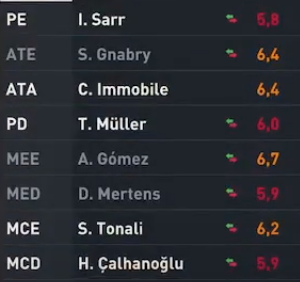 PE I. Sarr 5,8
ATE S. Gnabry 6,4
ATA C. Immobile 6,4
PD T. Müller 6,0
MEE A. Gómez 6,7
MED D. Mertens 5,9
MCE S. Tonali 6,2
MCD H. Çalhanoğlu 5,9